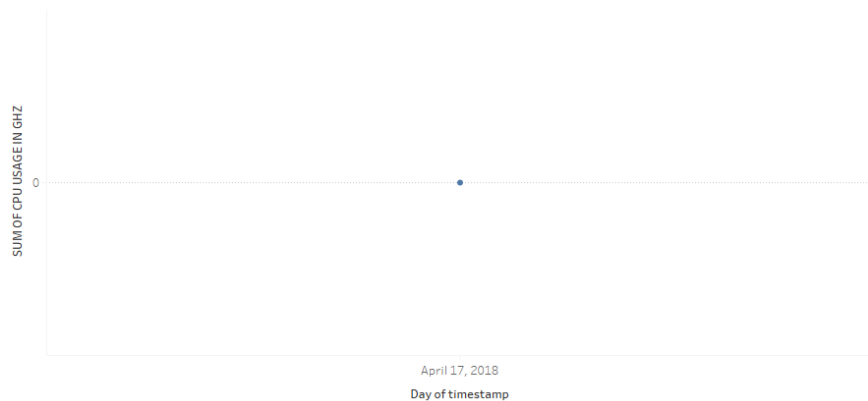 SUM OF CPU USAGE IN GHZ
0
April 17, 2018
Day of timestamp